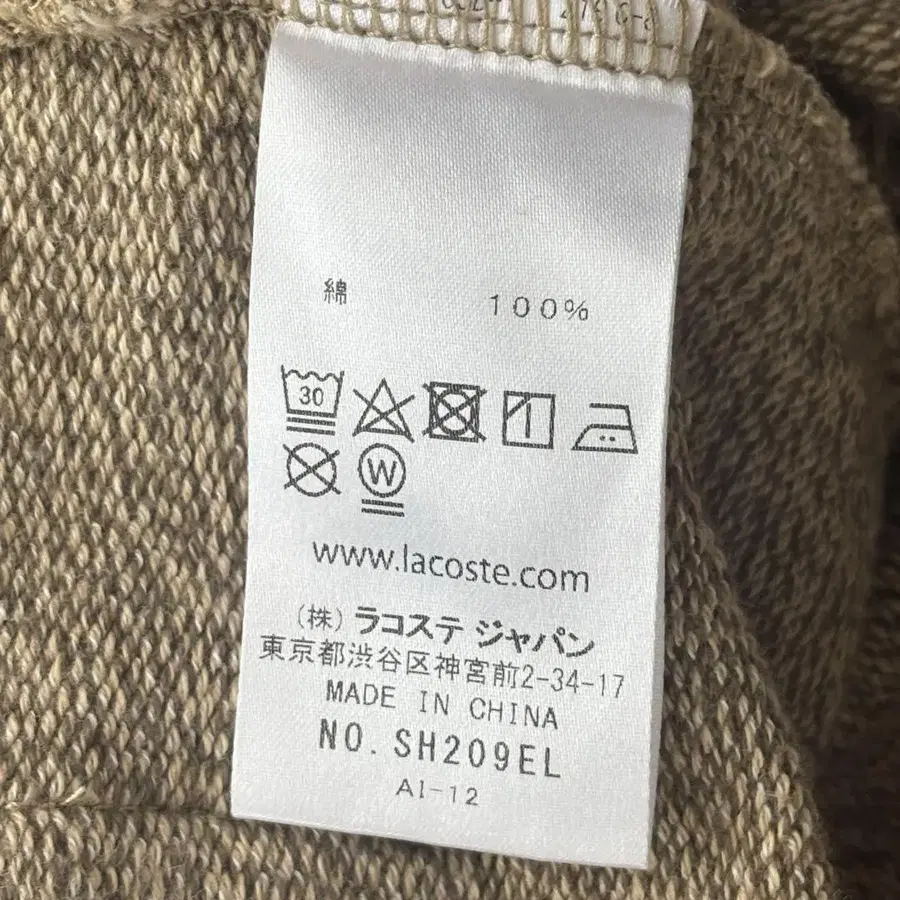 綿 100%
30
W
www.lacoste.com
(株) ラコステ ジャパン
東京都渋谷区神宮前2-34-17
MADE IN CHINA
NO. SH209EL
AI-12